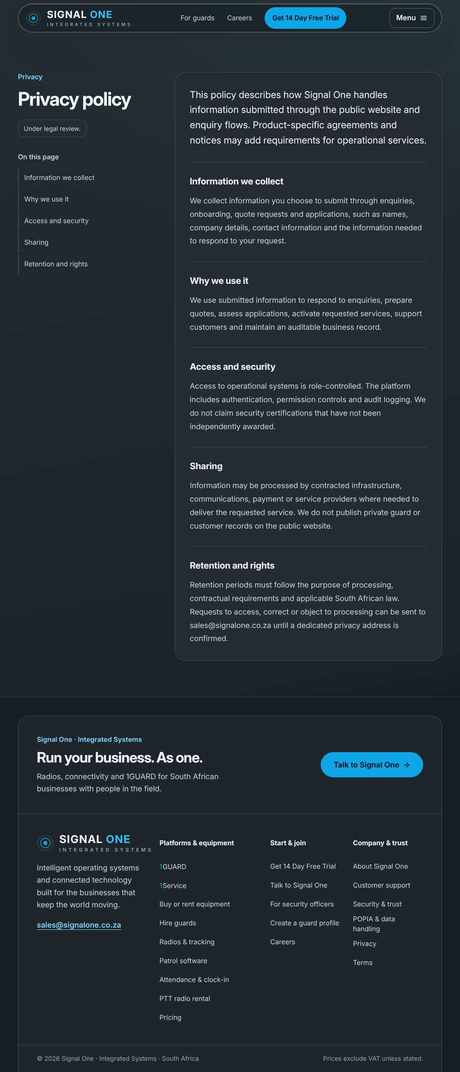 SIGNAL ONE
INTEGRATED SYSTEMS
For guards
Careers
Get 14 Day Free Trial
Menu
Privacy
Privacy policy
Under legal review.
On this page
Information we collect
Why we use it
Access and security
Sharing
Retention and rights
This policy describes how Signal One handles
information submitted through the public website and
enquiry flows. Product-specific agreements and
notices may add requirements for operational services.
Information we collect
We collect information you choose to submit through enquiries,
onboarding, quote requests and applications, such as names,
company details, contact information and the information needed
to respond to your request.
Why we use it
We use submitted information to respond to enquiries, prepare
quotes, assess applications, activate requested services, support
customers and maintain an auditable business record.
Access and security
Access to operational systems is role-controlled. The platform
includes authentication, permission controls and audit logging. We
do not claim security certifications that have not been
independently awarded.
Sharing
Information may be processed by contracted infrastructure,
communications, payment or service providers where needed to
deliver the requested service. We do not publish private guard or
customer records on the public website.
Retention and rights
Retention periods must follow the purpose of processing,
contractual requirements and applicable South African law.
Requests to access, correct or object to processing can be sent to
sales@signalone.co.za until a dedicated privacy address is
confirmed.
Signal One · Integrated Systems
Run your business. As one.
Radios, connectivity and 1GUARD for South African
businesses with people in the field.
Talk to Signal One →
SIGNAL ONE
INTEGRATED SYSTEMS
Intelligent operating systems
and connected technology
built for the businesses that
keep the world moving.
sales@signalone.co.za
Platforms & equipment
1GUARD
1Service
Buy or rent equipment
Hire guards
Radios & tracking
Patrol software
Attendance & clock-in
PTT radio rental
Pricing
Start & join
Get 14 Day Free Trial
Talk to Signal One
For security officers
Create a guard profile
Careers
Company & trust
About Signal One
Customer support
Security & trust
POPIA & data
handling
Privacy
Terms
© 2026 Signal One · Integrated Systems · South Africa
Prices exclude VAT unless stated.